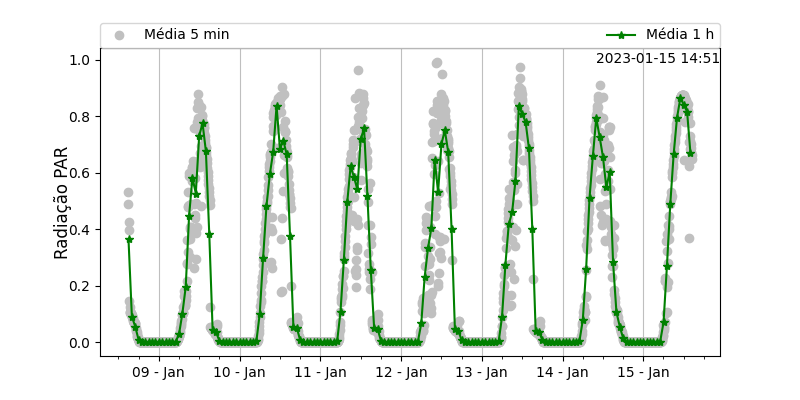 Média 5 min
Média 1 h
2023-01-15 14:51
Radiação PAR
1.0
0.8
0.6
0.4
0.2
0.0
09 - Jan
10 - Jan
11 - Jan
12 - Jan
13 - Jan
14 - Jan
15 - Jan